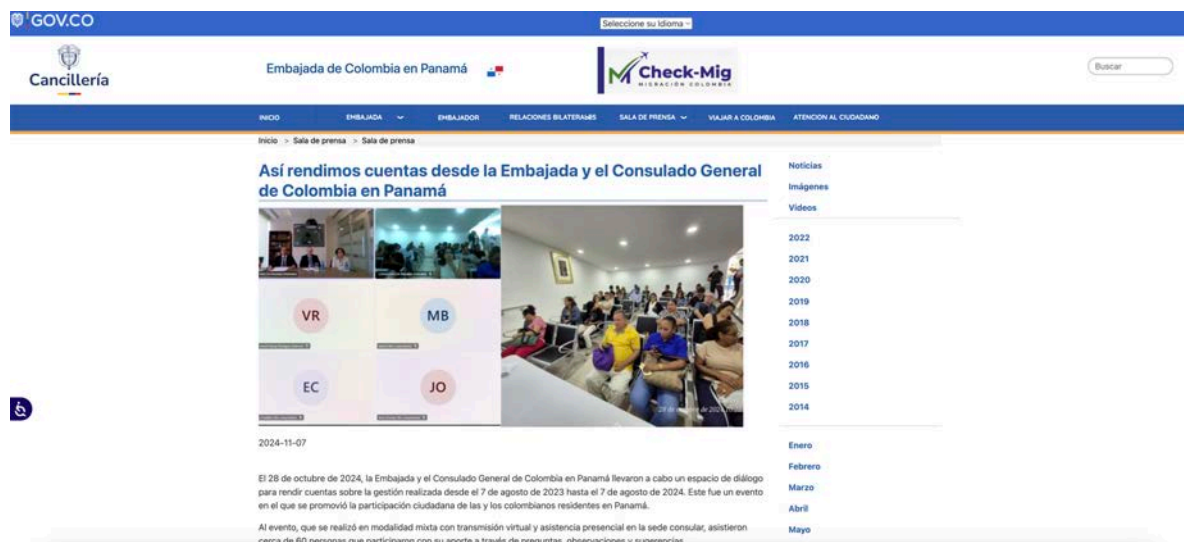 GOV.CO
Seleccione su Idioma
Cancillería
Embajada de Colombia en Panamá
Check-Mig
MIGRACIÓN COLOMBIA
Buscar
INICIO EMBAJADA EMBAJADOR RELACIONES BILATERALES SALA DE PRENSA VIAJAR A COLOMBIA ATENCION AL CIUDADANO
Inicio > Sala de prensa > Sala de prensa
Así rendimos cuentas desde la Embajada y el Consulado General
de Colombia en Panamá
VR
MB
EC
JO
2024-11-07
El 28 de octubre de 2024, la Embajada y el Consulado General de Colombia en Panamá llevaron a cabo un espacio de diálogo
para rendir cuentas sobre la gestión realizada desde el 7 de agosto de 2023 hasta el 7 de agosto de 2024. Este fue un evento
en el que se promovió la participación ciudadana de las y los colombianos residentes en Panamá.
Al evento, que se realizó en modalidad mixta con transmisión virtual y asistencia presencial en la sede consular, asistieron
cerca de 60 personas que participaron con su aporte a través de preguntas, observaciones y sugerencias.
Noticias
Imágenes
Videos
2022
2021
2020
2019
2018
2017
2016
2015
2014
Enero
Febrero
Marzo
Abril
Mayo